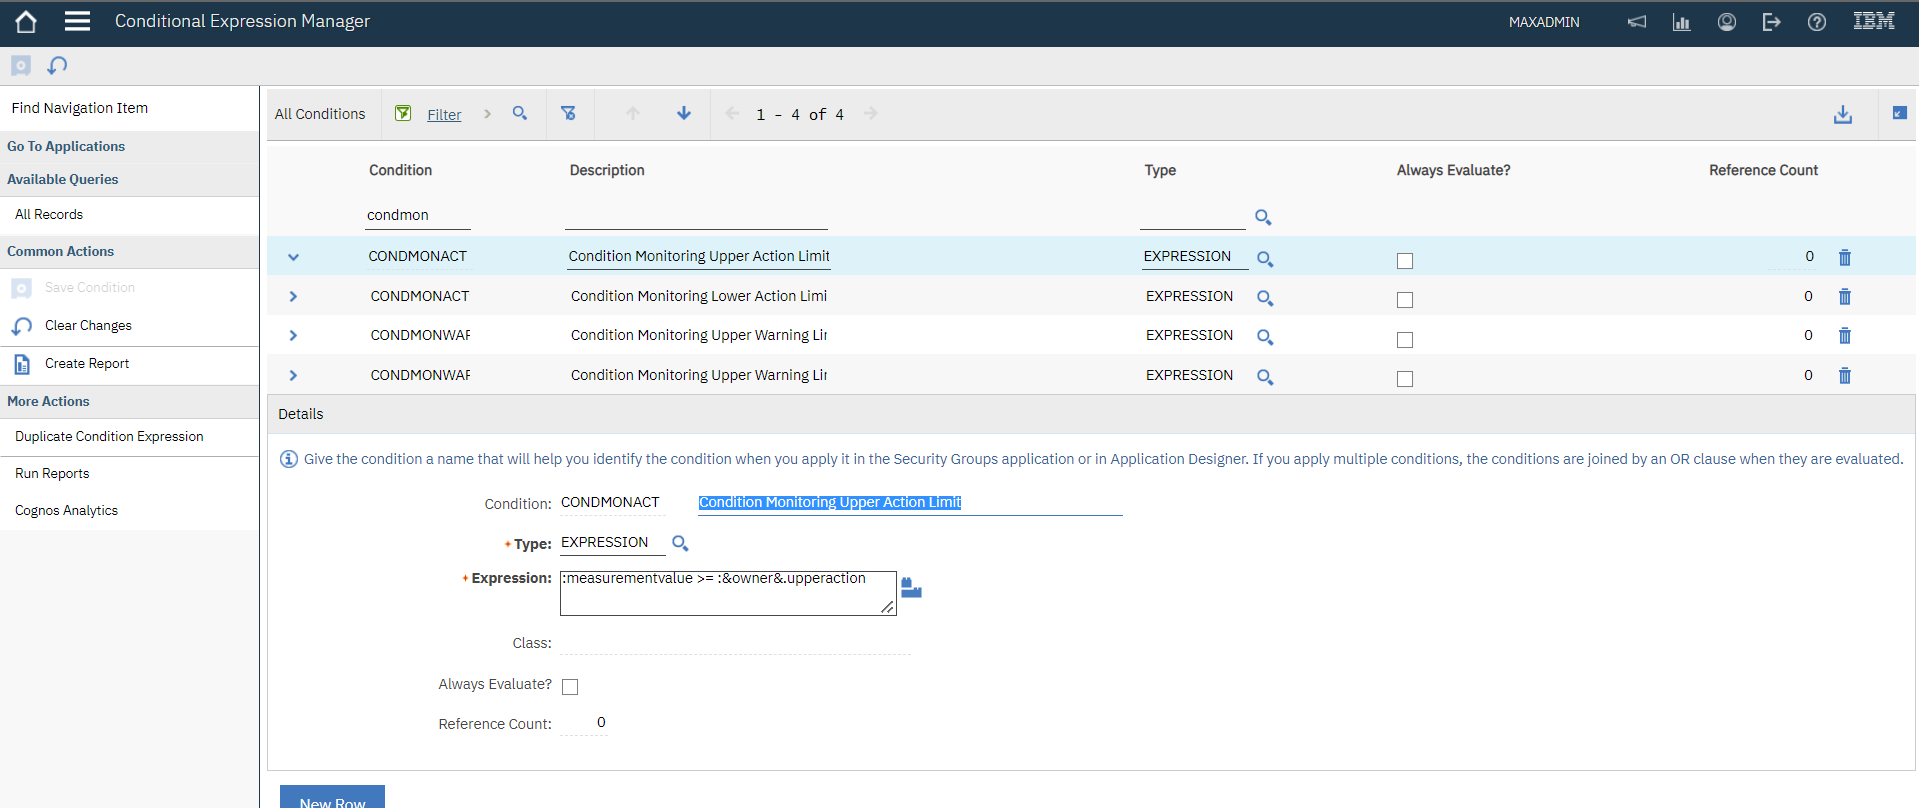 Conditional Expression Manager
MAXADMIN
IBM
Find Navigation Item
Go To Applications
Available Queries
All Records
Common Actions
Save Condition
Clear Changes
Create Report
More Actions
Duplicate Condition Expression
Run Reports
Cognos Analytics
All Conditions Filter 1 - 4 of 4
Condition Description Type Always Evaluate? Reference Count
condmon
CONDMONACT Condition Monitoring Upper Action Limit EXPRESSION 0
CONDMONACT Condition Monitoring Lower Action Limi EXPRESSION 0
CONDMONWAR Condition Monitoring Upper Warning Lir EXPRESSION 0
CONDMONWAR Condition Monitoring Upper Warning Lir EXPRESSION 0
Details
Give the condition a name that will help you identify the condition when you apply it in the Security Groups application or in Application Designer. If you apply multiple conditions, the conditions are joined by an OR clause when they are evaluated.
Condition: CONDMONACT Condition Monitoring Upper Action Limit
Type: EXPRESSION
Expression: :measurementvalue >= :&owner&.upperaction
Class:
Always Evaluate?
Reference Count: 0
New Row